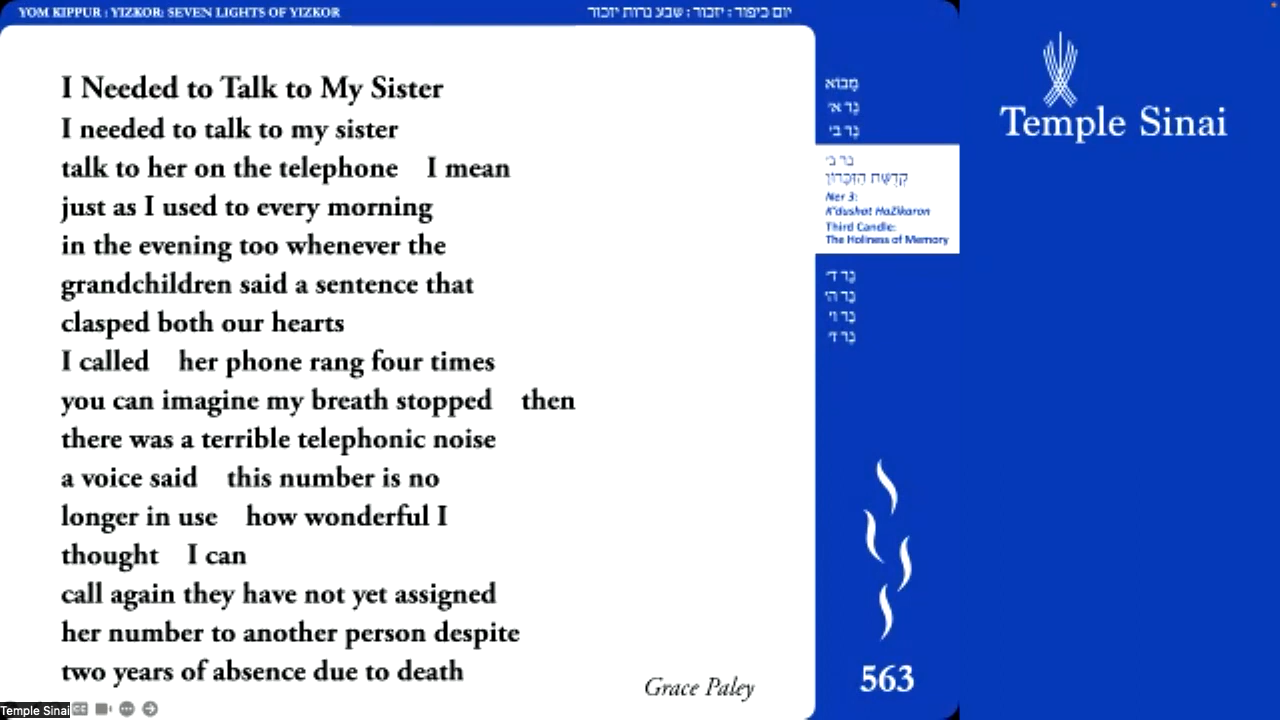 YOM KIPPUR : YIZKOR: SEVEN LIGHTS OF YIZKOR
יום כיפור : יזכור : שבע נרות יזכור
I Needed to Talk to My Sister
I needed to talk to my sister
talk to her on the telephone I mean
just as I used to every morning
in the evening too whenever the
grandchildren said a sentence that
clasped both our hearts
I called her phone rang four times
you can imagine my breath stopped then
there was a terrible telephonic noise
a voice said this number is no
longer in use how wonderful I
thought I can
call again they have not yet assigned
her number to another person despite
two years of absence due to death
Grace Paley
מָבוֹא
נֵר א׳
נֵר ב׳
נֵר ג׳
קְדֻשַּׁת הַזִּכָּרוֹן
Ner 3:
K'dushat HaZikaron
Third Candle:
The Holiness of Memory
נֵר ד׳
נֵר ה׳
נֵר ו׳
נֵר ז׳
563
Temple Sinai
Temple Sinai